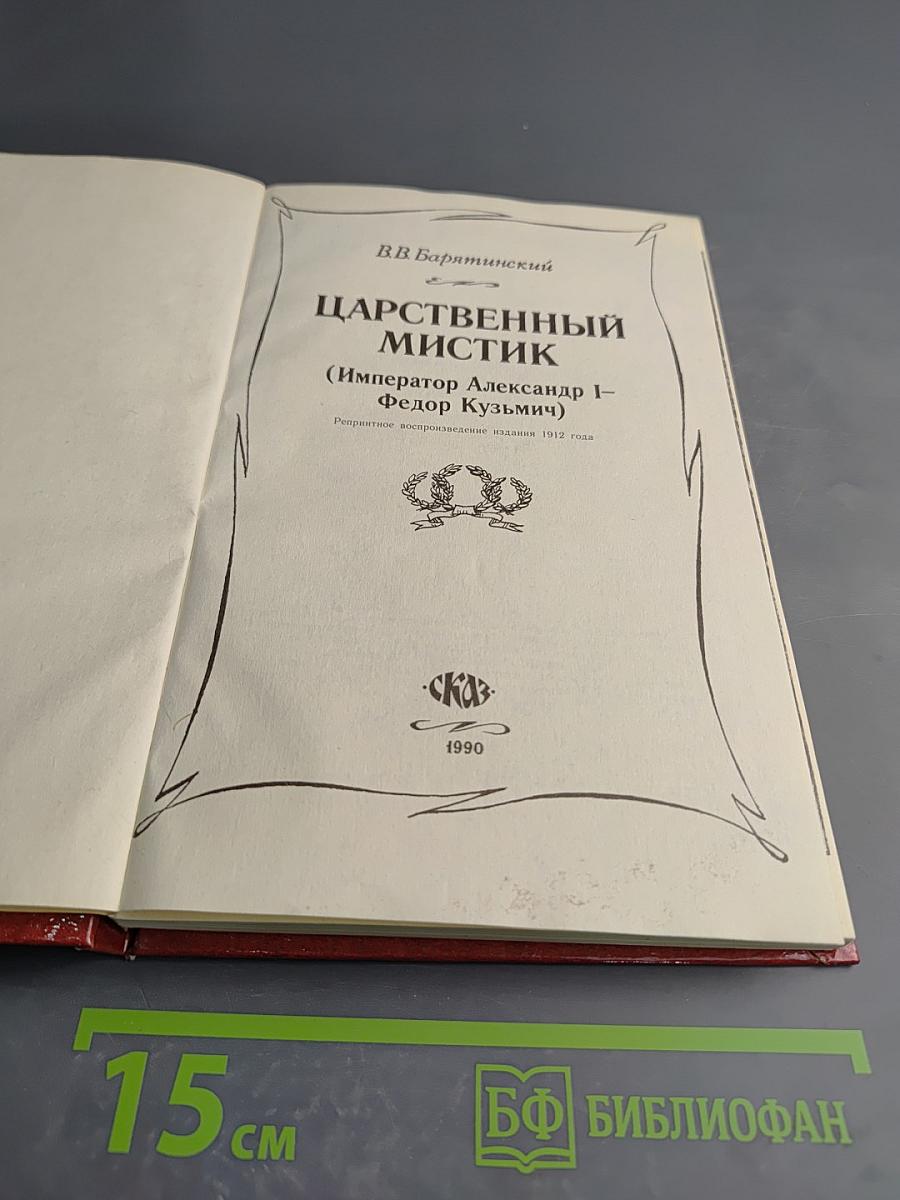 В.В. Барятинский
ЦАРСТВЕННЫЙ
МИСТИК
(Император Александр I–
Федор Кузьмич)
Репринтное воспроизведение издания 1912 года
·СКАЗ·
1990
15 см
БФ БИБЛИОФАН